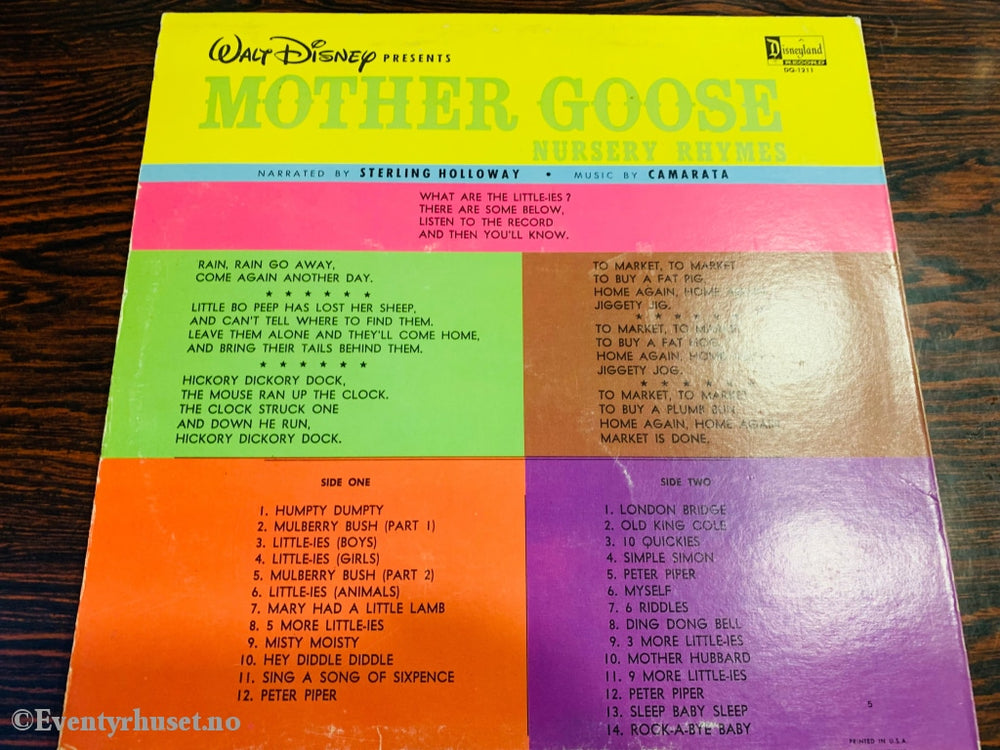 WALT DISNEY PRESENTS
Disneyland
RECORD
DQ-1211
MOTHER GOOSE
NURSERY RHYMES
NARRATED BY STERLING HOLLOWAY • MUSIC BY CAMARATA
WHAT ARE THE LITTLE-IES?
THERE ARE SOME BELOW,
LISTEN TO THE RECORD
AND THEN YOU'LL KNOW.
RAIN, RAIN GO AWAY,
COME AGAIN ANOTHER DAY.
★ ★ ★ ★ ★ ★
LITTLE BO PEEP HAS LOST HER SHEEP,
AND CAN'T TELL WHERE TO FIND THEM.
LEAVE THEM ALONE AND THEY'LL COME HOME,
AND BRING THEIR TAILS BEHIND THEM.
★ ★ ★ ★ ★ ★
HICKORY DICKORY DOCK,
THE MOUSE RAN UP THE CLOCK.
THE CLOCK STRUCK ONE
AND DOWN HE RUN,
HICKORY DICKORY DOCK.
TO MARKET, TO MARKET
TO BUY A FAT PIG,
HOME AGAIN, HOME AGAIN,
JIGGETY JIG.
★ ★ ★ ★ ★ ★
TO MARKET, TO MARKET
TO BUY A FAT HOG,
HOME AGAIN, HOME AGAIN,
JIGGETY JOG.
★ ★ ★ ★ ★ ★
TO MARKET, TO MARKET
TO BUY A PLUMB BUN,
HOME AGAIN, HOME AGAIN,
MARKET IS DONE.
SIDE ONE
1. HUMPTY DUMPTY
2. MULBERRY BUSH (PART 1)
3. LITTLE-IES (BOYS)
4. LITTLE-IES (GIRLS)
5. MULBERRY BUSH (PART 2)
6. LITTLE-IES (ANIMALS)
7. MARY HAD A LITTLE LAMB
8. 5 MORE LITTLE-IES
9. MISTY MOISTY
10. HEY DIDDLE DIDDLE
11. SING A SONG OF SIXPENCE
12. PETER PIPER
SIDE TWO
1. LONDON BRIDGE
2. OLD KING COLE
3. 10 QUICKIES
4. SIMPLE SIMON
5. PETER PIPER
6. MYSELF
7. 6 RIDDLES
8. DING DONG BELL
9. 3 MORE LITTLE-IES
10. MOTHER HUBBARD
11. 9 MORE LITTLE-IES
12. PETER PIPER
13. SLEEP BABY SLEEP
14. ROCK-A-BYE BABY
5
PRINTED IN U.S.A.
©Eventyrhuset.no